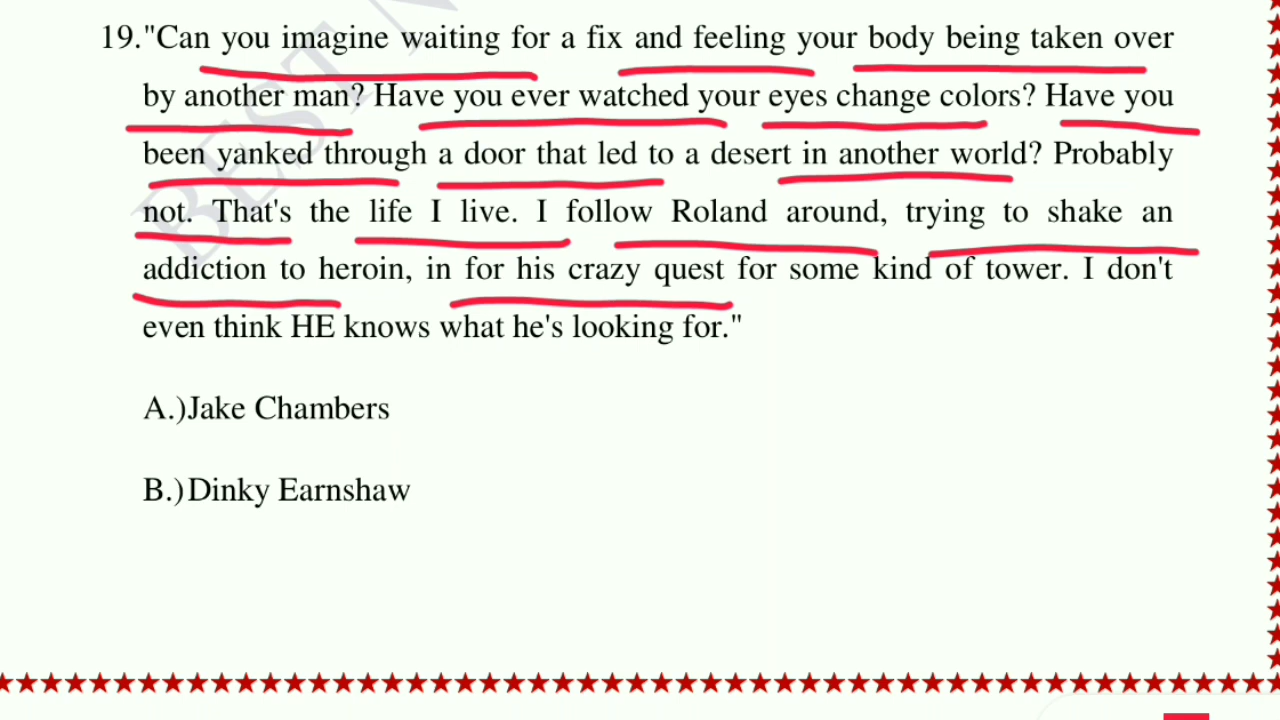 19."Can you imagine waiting for a fix and feeling your body being taken over
by another man? Have you ever watched your eyes change colors? Have you
been yanked through a door that led to a desert in another world? Probably
not. That's the life I live. I follow Roland around, trying to shake an
addiction to heroin, in for his crazy quest for some kind of tower. I don't
even think HE knows what he's looking for."
A.)Jake Chambers
B.)Dinky Earnshaw
BEST N